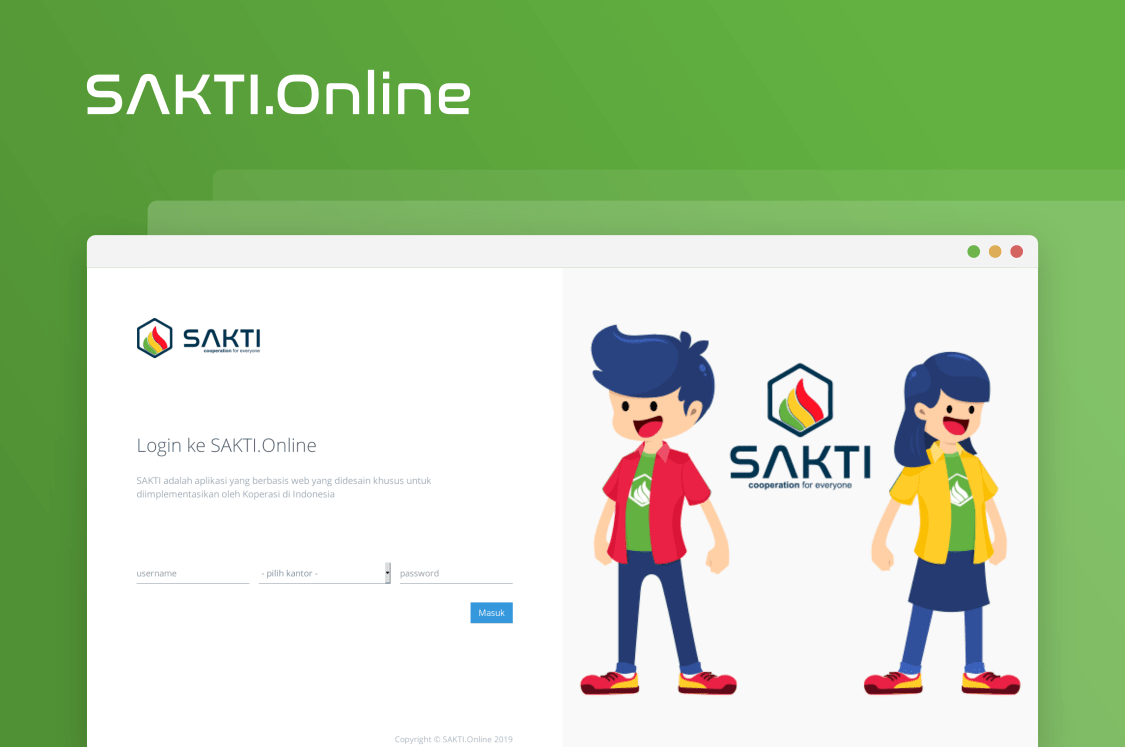 SAKTI.Online
SAKTI
cooperation for everyone
Login ke SAKTI.Online
SAKTI adalah aplikasi yang berbasis web yang didesain khusus untuk
diimplementasikan oleh Koperasi di Indonesia
username
- pilih kantor -
password
Masuk
Copyright © SAKTI.Online 2019
SAKTI
cooperation for everyone